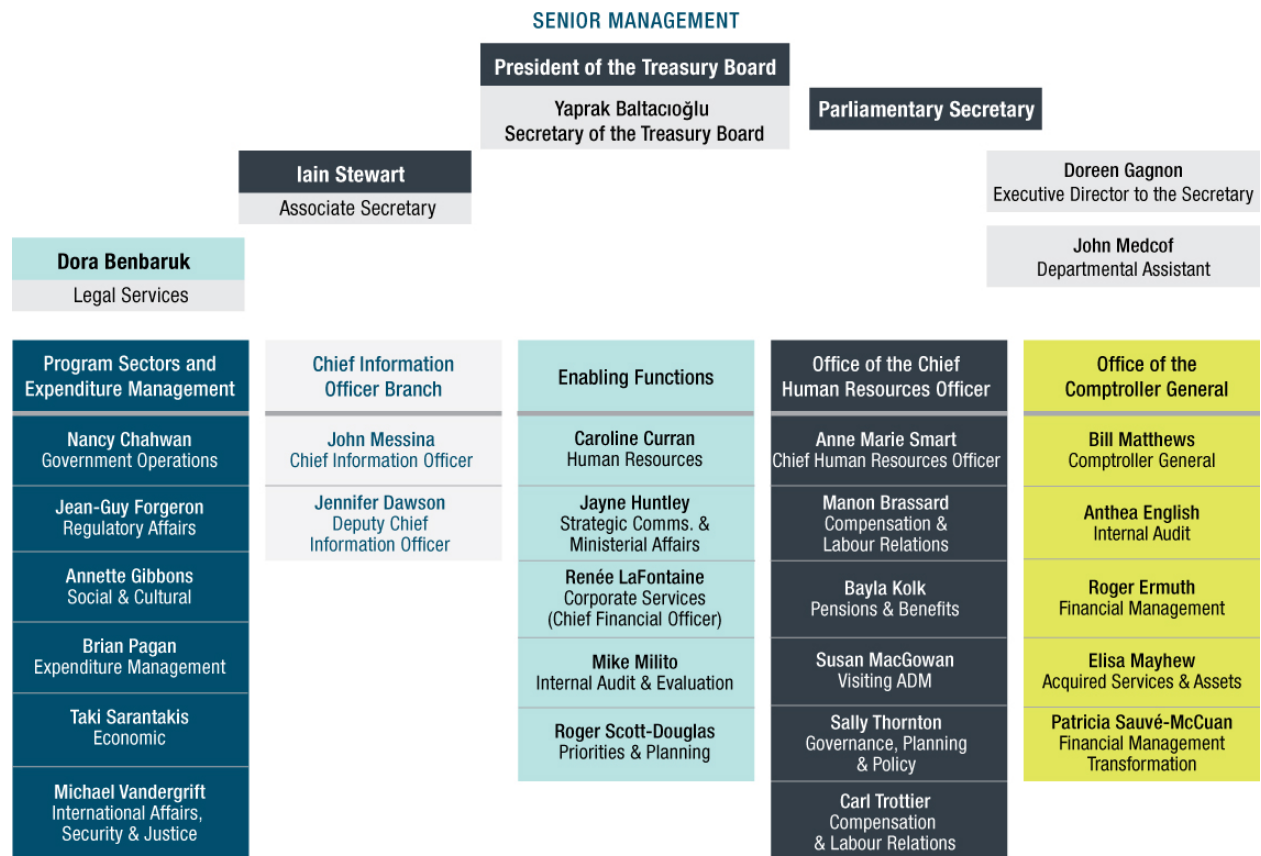 SENIOR MANAGEMENT
President of the Treasury Board
Yaprak Baltacıoğlu
Secretary of the Treasury Board
Parliamentary Secretary
Iain Stewart
Associate Secretary
Doreen Gagnon
Executive Director to the Secretary
John Medcof
Departmental Assistant
Dora Benbaruk
Legal Services
Program Sectors and
Expenditure Management
Nancy Chahwan
Government Operations
Jean-Guy Forgeron
Regulatory Affairs
Annette Gibbons
Social & Cultural
Brian Pagan
Expenditure Management
Taki Sarantakis
Economic
Michael Vandergrift
International Affairs,
Security & Justice
Chief Information
Officer Branch
John Messina
Chief Information Officer
Jennifer Dawson
Deputy Chief
Information Officer
Enabling Functions
Caroline Curran
Human Resources
Jayne Huntley
Strategic Comms. &
Ministerial Affairs
Renée LaFontaine
Corporate Services
(Chief Financial Officer)
Mike Milito
Internal Audit & Evaluation
Roger Scott-Douglas
Priorities & Planning
Office of the Chief
Human Resources Officer
Anne Marie Smart
Chief Human Resources Officer
Manon Brassard
Compensation &
Labour Relations
Bayla Kolk
Pensions & Benefits
Susan MacGowan
Visiting ADM
Sally Thornton
Governance, Planning
& Policy
Carl Trottier
Compensation
& Labour Relations
Office of the
Comptroller General
Bill Matthews
Comptroller General
Anthea English
Internal Audit
Roger Ermuth
Financial Management
Elisa Mayhew
Acquired Services & Assets
Patricia Sauvé-McCuan
Financial Management
Transformation